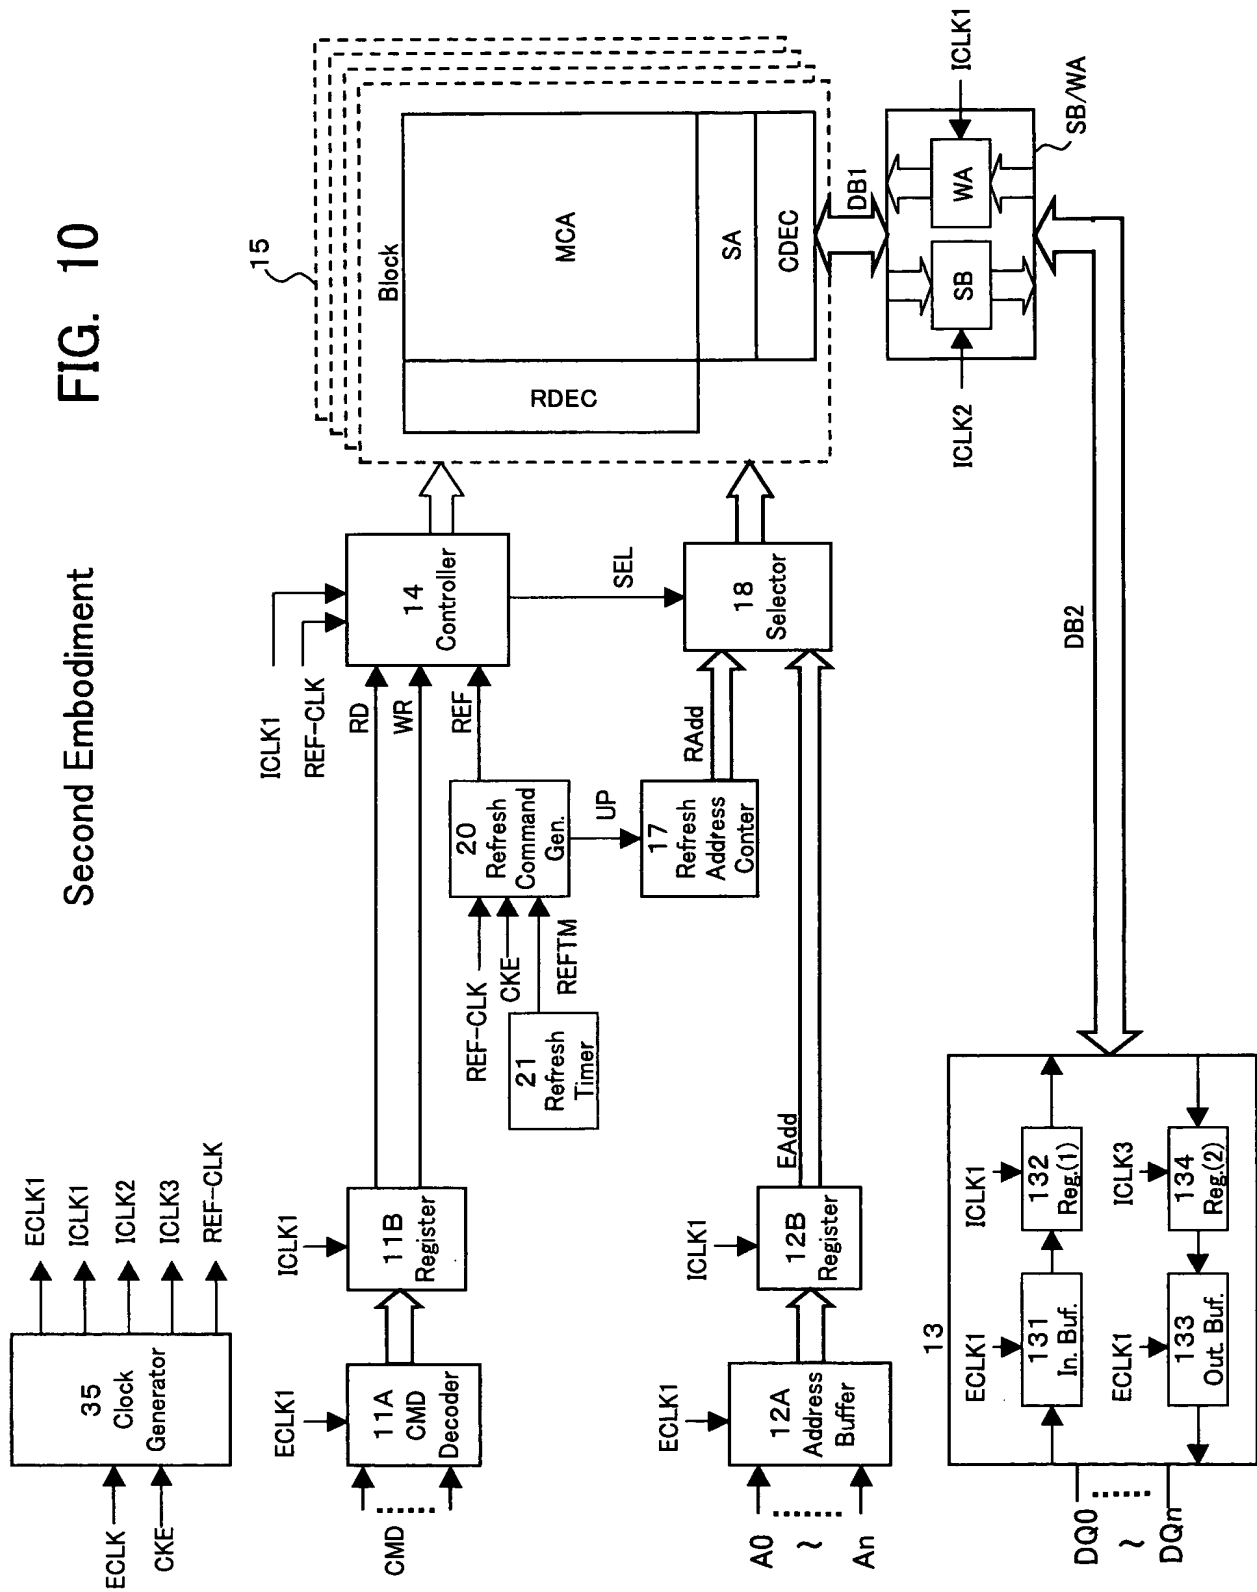 Second Embodiment
FIG. 10
ECLK
CKE
35
Clock
Generator
ECLK1
ICLK1
ICLK2
ICLK3
REF-CLK
ECLK1
CMD
11A
CMD
Decoder
ICLK1
11B
Register
RD
WR
REF
ICLK1
REF-CLK
14
Controller
SEL
REF-CLK
CKE
REFTM
21
Refresh
Timer
20
Refresh
Command
Gen.
UP
17
Refresh
Address
Conter
RAdd
ECLK1
A0
~
An
12A
Address
Buffer
ICLK1
12B
Register
EAdd
18
Selector
15
Block
MCA
RDEC
SA
CDEC
DB1
ICLK2
SB
WA
ICLK1
SB/WA
DB2
13
DQ0
~
DQn
ECLK1
131
In. Buf.
ICLK1
132
Reg.(1)
ECLK1
133
Out. Buf.
ICLK3
134
Reg.(2)